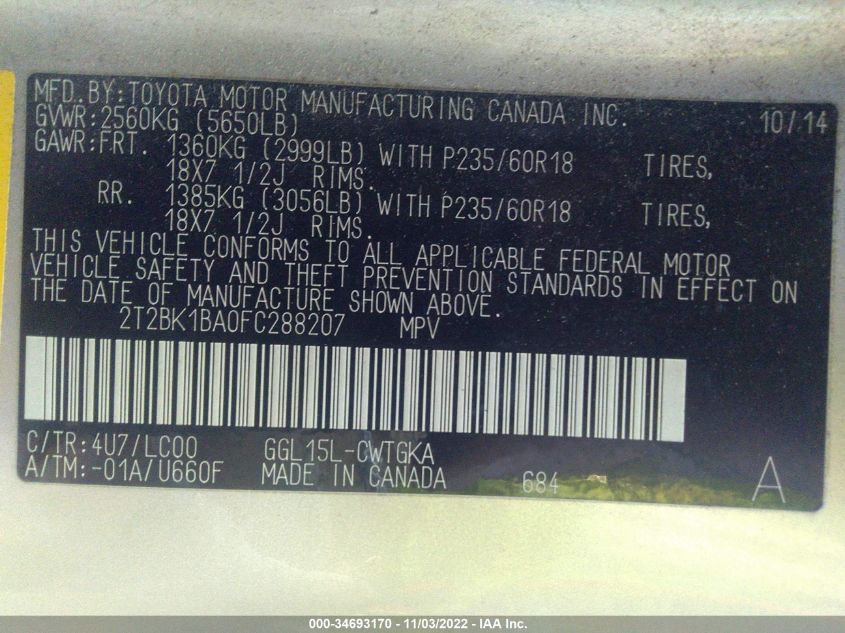 MFD.BY:TOYOTA MOTOR MANUFACTURING CANADA INC. 10/14
GVWR:2560KG (5650LB)
GAWR:FRT. 1360KG (2999LB) WITH P235/60R18 TIRES,
18X7 1/2J RIMS.
RR. 1385KG (3056LB) WITH P235/60R18 TIRES,
18X7 1/2J RIMS.
THIS VEHICLE CONFORMS TO ALL APPLICABLE FEDERAL MOTOR
VEHICLE SAFETY AND THEFT PREVENTION STANDARDS IN EFFECT ON
THE DATE OF MANUFACTURE SHOWN ABOVE.
2T2BK1BA0FC288207 MPV
C/TR:4U7/LC00 GGL15L-CWTGKA
A/TM:-01A/U660F MADE IN CANADA 684 A
000-34693170 - 11/03/2022 - IAA Inc.